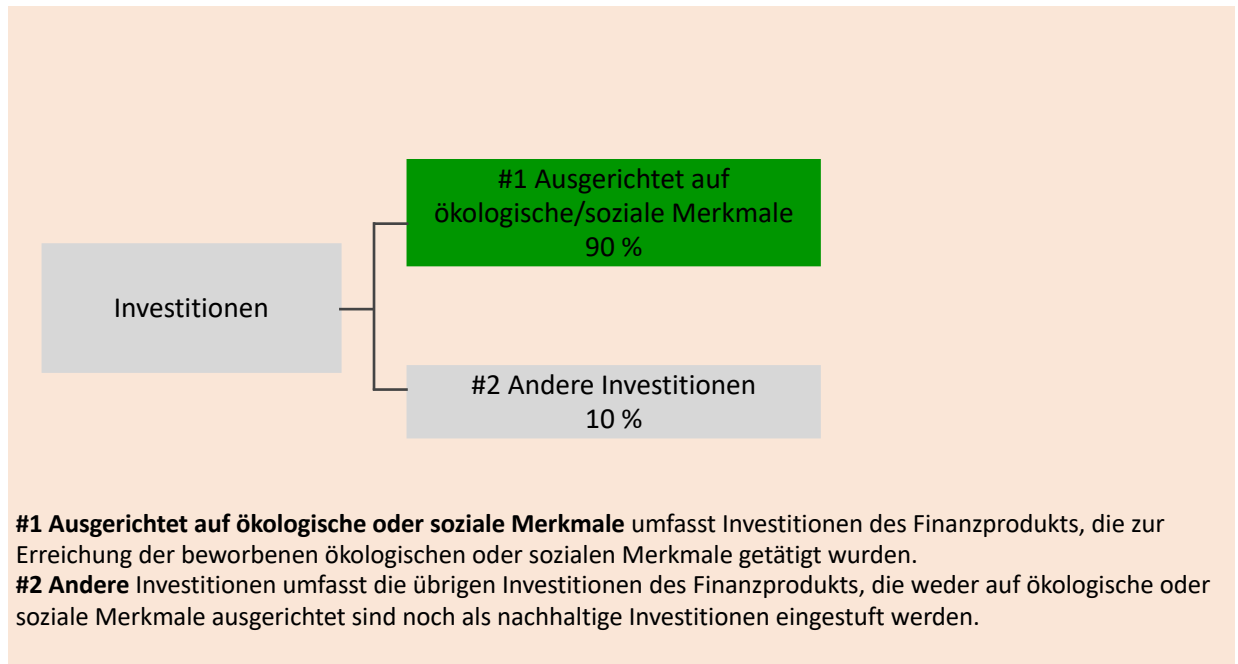 #1 Ausgerichtet auf
ökologische/soziale Merkmale
90 %
Investitionen
#2 Andere Investitionen
10 %
#1 Ausgerichtet auf ökologische oder soziale Merkmale umfasst Investitionen des Finanzprodukts, die zur
Erreichung der beworbenen ökologischen oder sozialen Merkmale getätigt wurden.
#2 Andere Investitionen umfasst die übrigen Investitionen des Finanzprodukts, die weder auf ökologische oder
soziale Merkmale ausgerichtet sind noch als nachhaltige Investitionen eingestuft werden.